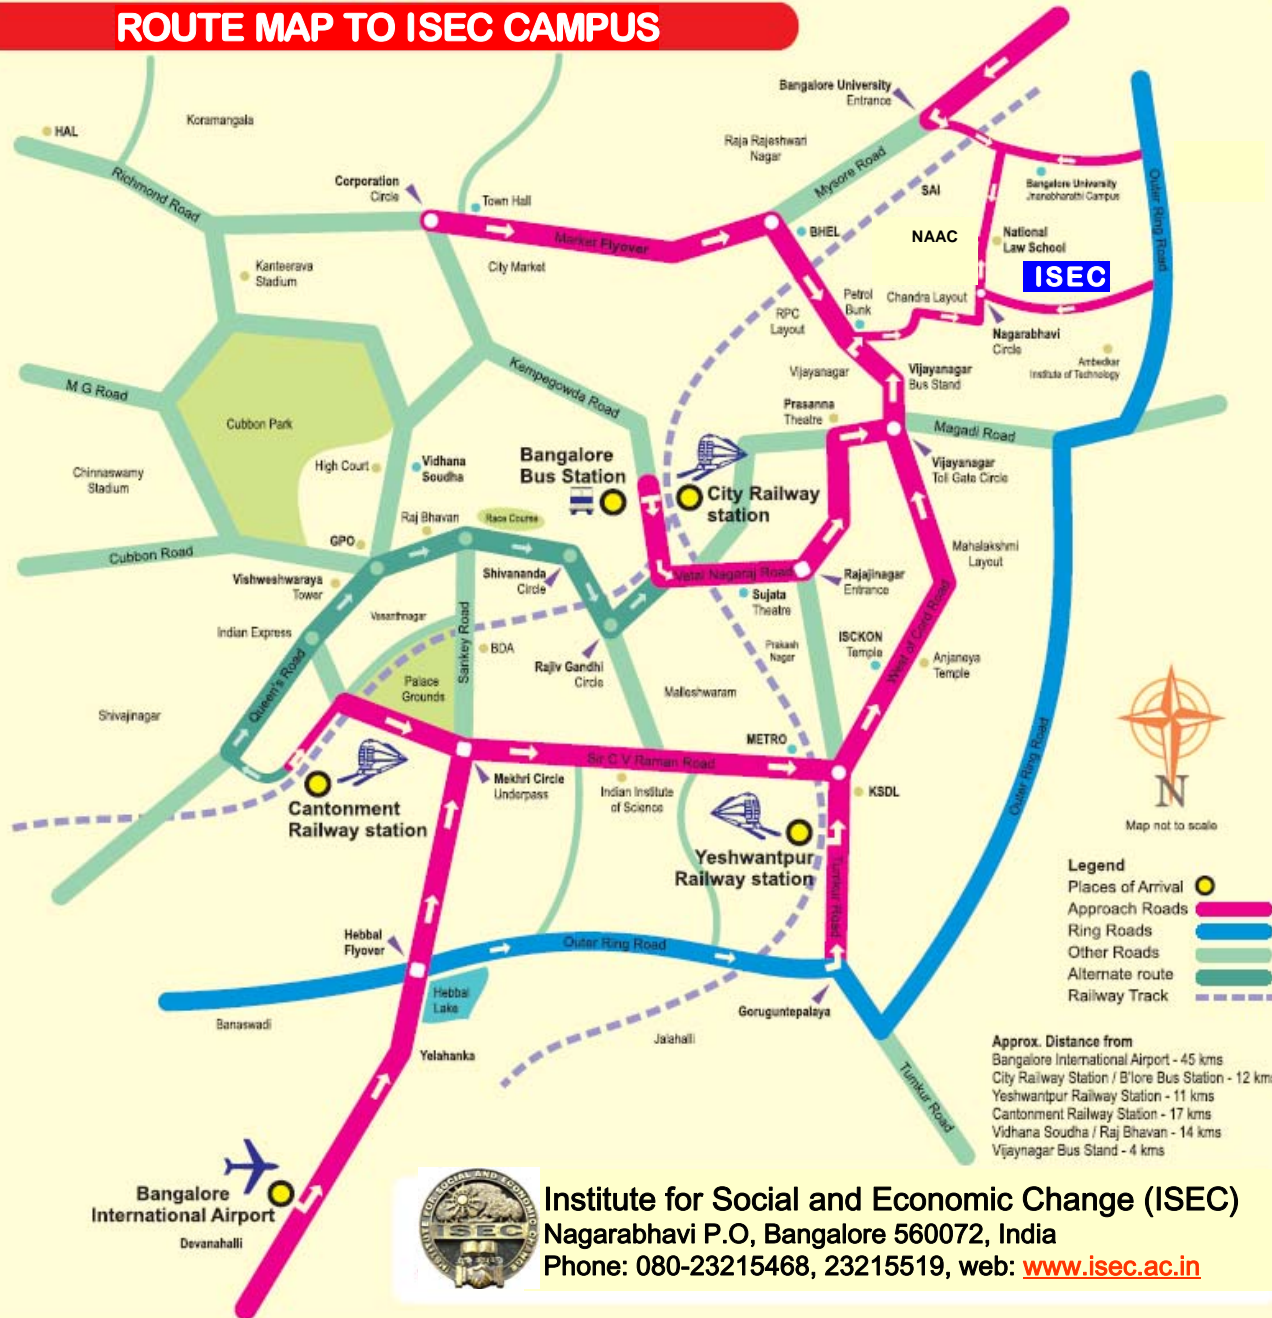 ROUTE MAP TO ISEC CAMPUS
Bangalore University
Entrance
HAL
Koramangala
Raja Rajeshwari
Nagar
Mysore Road
Richmond Road
Corporation
Circle
Town Hall
SAI
Bangalore University
Jnanabharathi Campus
Outer Ring Road
Market Flyover
BHEL
NAAC
National
Law School
City Market
Kanteerava
Stadium
ISEC
Petrol
Bunk
Chandra Layout
RPC
Layout
Nagarabhavi
Circle
Ambedkar
Institute of Technology
Kempegowda Road
Vijayanagar
Vijayanagar
Bus Stand
M G Road
Prasanna
Theatre
Magadi Road
Cubbon Park
High Court
Vidhana
Soudha
Bangalore
Bus Station
City Railway
station
Vijayanagar
Toll Gate Circle
Chinnaswamy
Stadium
Raj Bhavan
Race Course
GPO
Cubbon Road
Mahalakshmi
Layout
Vishweshwaraya
Tower
Shivananda
Circle
Vatal Nagaraj Road
Rajajinagar
Entrance
Sujata
Theatre
Vasanthnagar
Sankey Road
Indian Express
BDA
Prakash
Nagar
ISCKON
Temple
West of Cord Road
Anjaneya
Temple
Rajiv Gandhi
Circle
Queen's Road
Palace
Grounds
Malleshwaram
Shivajinagar
METRO
Sir C V Raman Road
Outer Ring Road
Mekhri Circle
Underpass
Indian Institute
of Science
KSDL
Cantonment
Railway station
N
Map not to scale
Yeshwantpur
Railway station
Tumkur Road
Legend
Places of Arrival
Approach Roads
Ring Roads
Other Roads
Alternate route
Railway Track
Hebbal
Flyover
Outer Ring Road
Hebbal
Lake
Banaswadi
Goruguntepalaya
Jalahalli
Yelahanka
Tumkur Road
Approx. Distance from
Bangalore International Airport - 45 kms
City Railway Station / B'lore Bus Station - 12 km
Yeshwantpur Railway Station - 11 kms
Cantonment Railway Station - 17 kms
Vidhana Soudha / Raj Bhavan - 14 kms
Vijaynagar Bus Stand - 4 kms
Bangalore
International Airport
Devanahalli
INSTITUTE FOR SOCIAL AND ECONOMIC CHANGE
ISEC
Institute for Social and Economic Change (ISEC)
Nagarabhavi P.O, Bangalore 560072, India
Phone: 080-23215468, 23215519, web: www.isec.ac.in